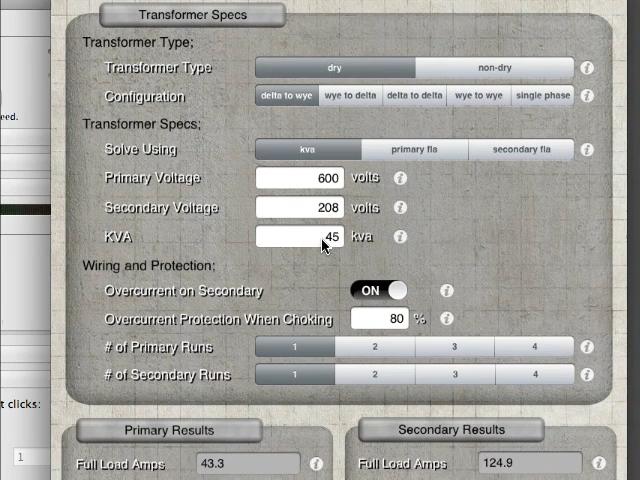 Transformer Specs
Transformer Type;
Transformer Type dry non-dry
Configuration delta to wye wye to delta delta to delta wye to wye single phase
Transformer Specs;
Solve Using kva primary fla secondary fla
Primary Voltage 600 volts
Secondary Voltage 208 volts
KVA 45 kva
Wiring and Protection;
Overcurrent on Secondary ON
Overcurrent Protection When Choking 80 %
# of Primary Runs 1 2 3 4
# of Secondary Runs 1 2 3 4
eed.
t clicks:
1
Primary Results Secondary Results
Full Load Amps 43.3 Full Load Amps 124.9